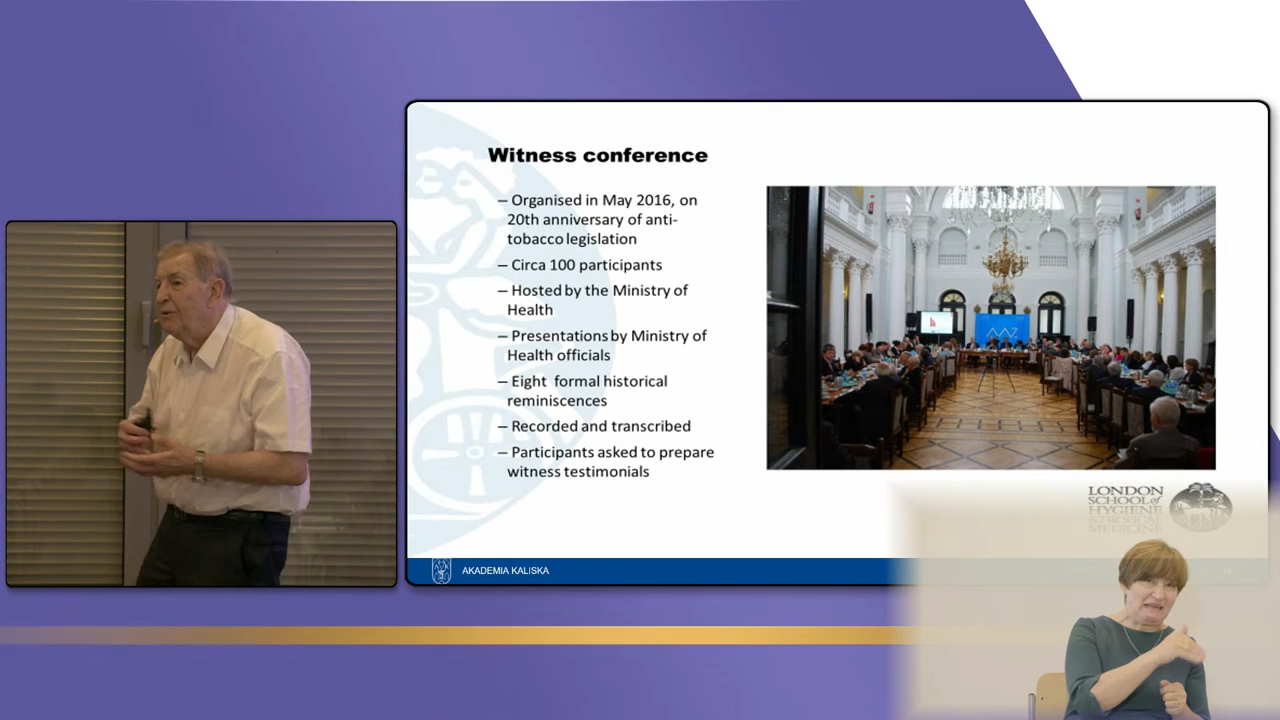 Witness conference
– Organised in May 2016, on
20th anniversary of anti-
tobacco legislation
– Circa 100 participants
– Hosted by the Ministry of
Health
– Presentations by Ministry of
Health officials
– Eight formal historical
reminiscences
– Recorded and transcribed
– Participants asked to prepare
witness testimonials
LONDON
SCHOOL of
HYGIENE
& TROPICAL
MEDICINE
AKADEMIA KALISKA